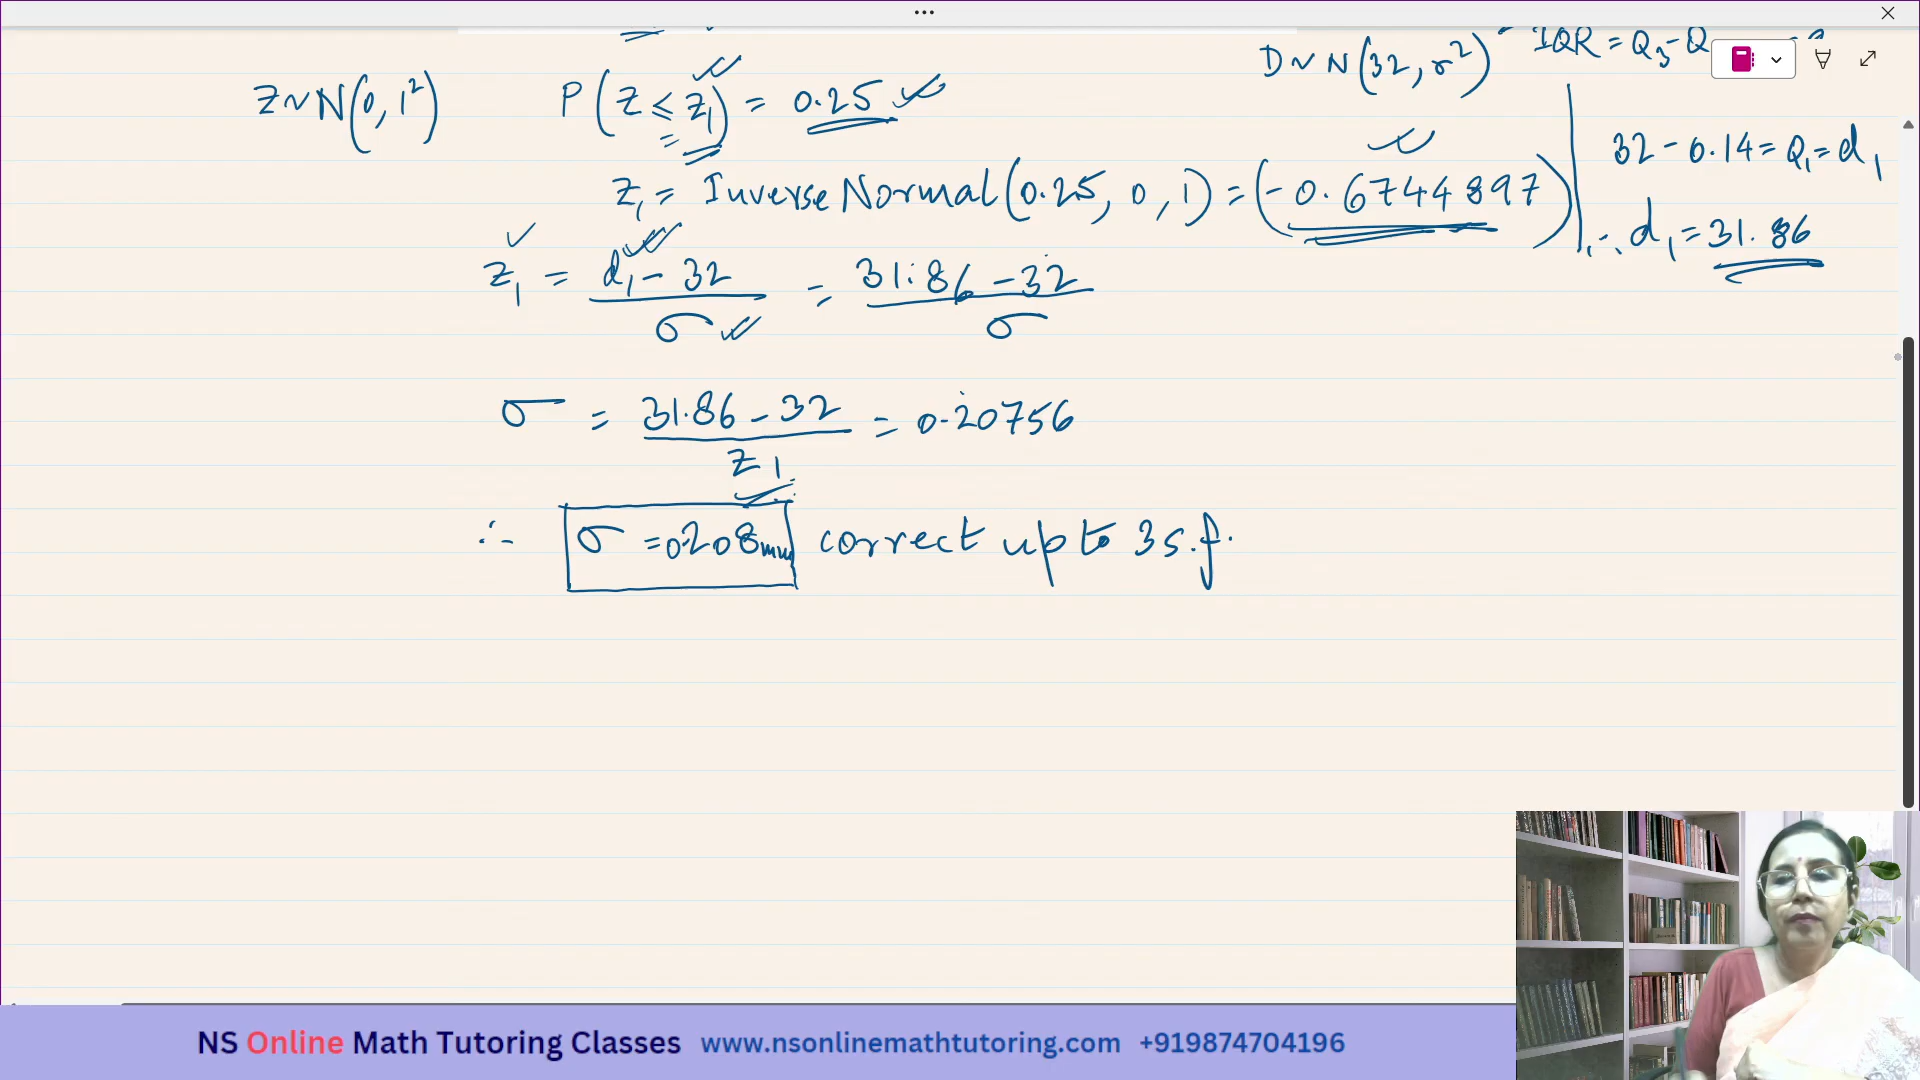 D ~ N(32, σ²) IQR = Q₃ - Q
Z ~ N(0, 1²) P(Z ≤ z₁) = 0.25
32 - 0.14 = Q₁ = d₁
z₁ = Inverse Normal(0.25, 0, 1) = (-0.6744897)
∴ d₁ = 31.86
z₁ = (d₁ - 32)/σ = (31.86 - 32)/σ
σ = (31.86 - 32)/z₁ = 0.20756
∴ σ = 0.208mm correct up to 3 s.f.
NS Online Math Tutoring Classes www.nsonlinemathtutoring.com +919874704196